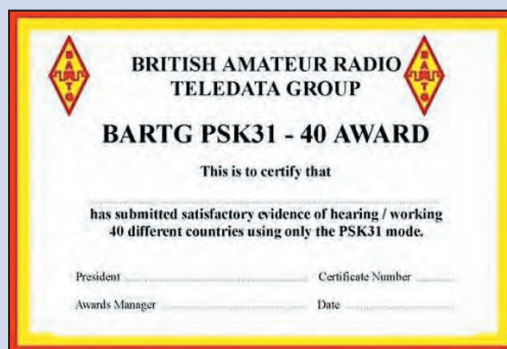 B
A
R
T
G
BRITISH AMATEUR RADIO
TELEDATA GROUP
B
A
R
T
G
BARTG PSK31 - 40 AWARD
This is to certify that
has submitted satisfactory evidence of hearing / working
40 different countries using only the PSK31 mode.
President Certificate Number
Awards Manager Date